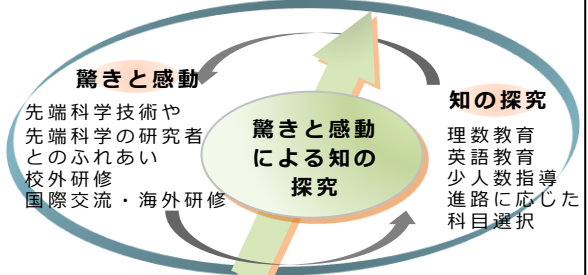 驚きと感動
先端科学技術や
先端科学の研究者
とのふれあい
校外研修
国際交流・海外研修
驚きと感動
による知の
探究
知の探究
理数教育
英語教育
少人数指導
進路に応じた
科目選択